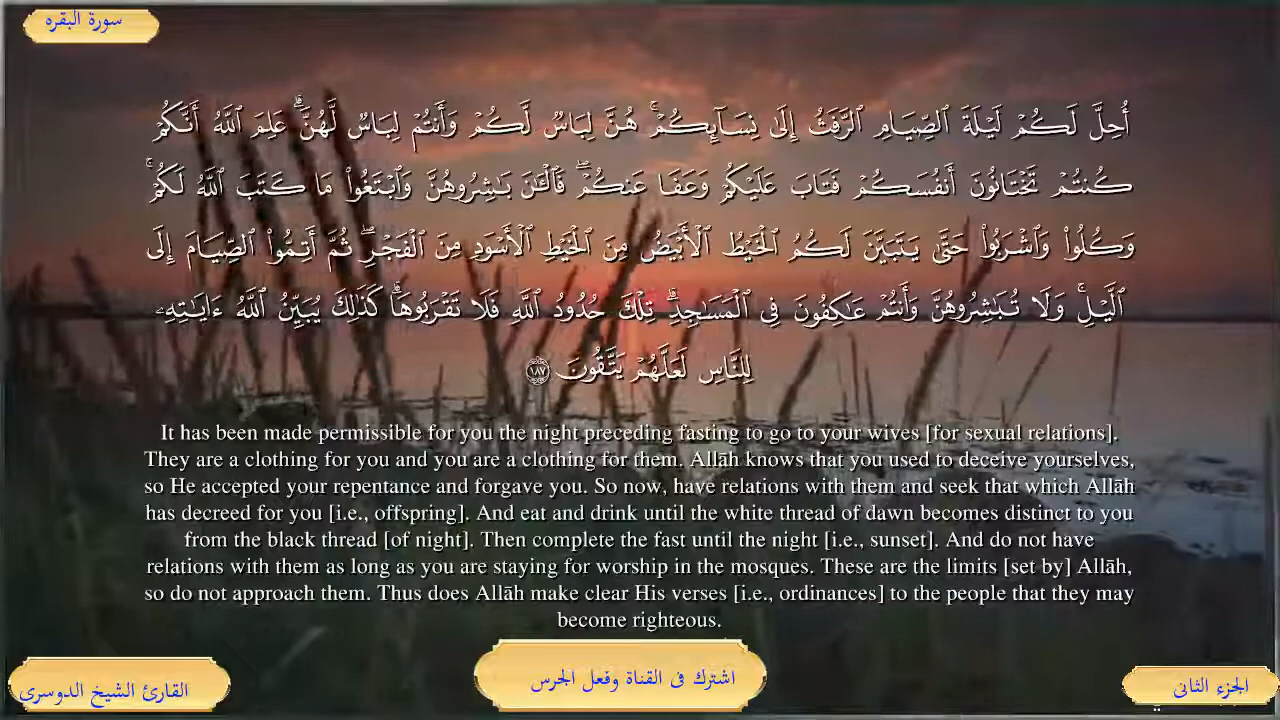 سورة البقره
أُحِلَّ لَكُمْ لَيْلَةَ ٱلصِّيَامِ ٱلرَّفَثُ إِلَىٰ نِسَآئِكُمْ ۚ هُنَّ لِبَاسٌ لَّكُمْ وَأَنتُمْ لِبَاسٌ لَّهُنَّ ۗ عَلِمَ ٱللَّهُ أَنَّكُمْ
كُنتُمْ تَخْتَانُونَ أَنفُسَكُمْ فَتَابَ عَلَيْكُمْ وَعَفَا عَنكُمْ ۖ فَٱلْـَٔـٰنَ بَـٰشِرُوهُنَّ وَٱبْتَغُوا۟ مَا كَتَبَ ٱللَّهُ لَكُمْ ۚ
وَكُلُوا۟ وَٱشْرَبُوا۟ حَتَّىٰ يَتَبَيَّنَ لَكُمُ ٱلْخَيْطُ ٱلْأَبْيَضُ مِنَ ٱلْخَيْطِ ٱلْأَسْوَدِ مِنَ ٱلْفَجْرِ ۖ ثُمَّ أَتِمُّوا۟ ٱلصِّيَامَ إِلَى
ٱلَّيْلِ ۚ وَلَا تُبَـٰشِرُوهُنَّ وَأَنتُمْ عَـٰكِفُونَ فِى ٱلْمَسَـٰجِدِ ۗ تِلْكَ حُدُودُ ٱللَّهِ فَلَا تَقْرَبُوهَا ۗ كَذَٰلِكَ يُبَيِّنُ ٱللَّهُ ءَايَـٰتِهِۦ
لِلنَّاسِ لَعَلَّهُمْ يَتَّقُونَ ١٨٧
It has been made permissible for you the night preceding fasting to go to your wives [for sexual relations].
They are a clothing for you and you are a clothing for them. Allāh knows that you used to deceive yourselves,
so He accepted your repentance and forgave you. So now, have relations with them and seek that which Allāh
has decreed for you [i.e., offspring]. And eat and drink until the white thread of dawn becomes distinct to you
from the black thread [of night]. Then complete the fast until the night [i.e., sunset]. And do not have
relations with them as long as you are staying for worship in the mosques. These are the limits [set by] Allāh,
so do not approach them. Thus does Allāh make clear His verses [i.e., ordinances] to the people that they may
become righteous.
الجزء الثانى
اشترك فى القناة وفعل الجرس
القارئ الشيخ الدوسرى